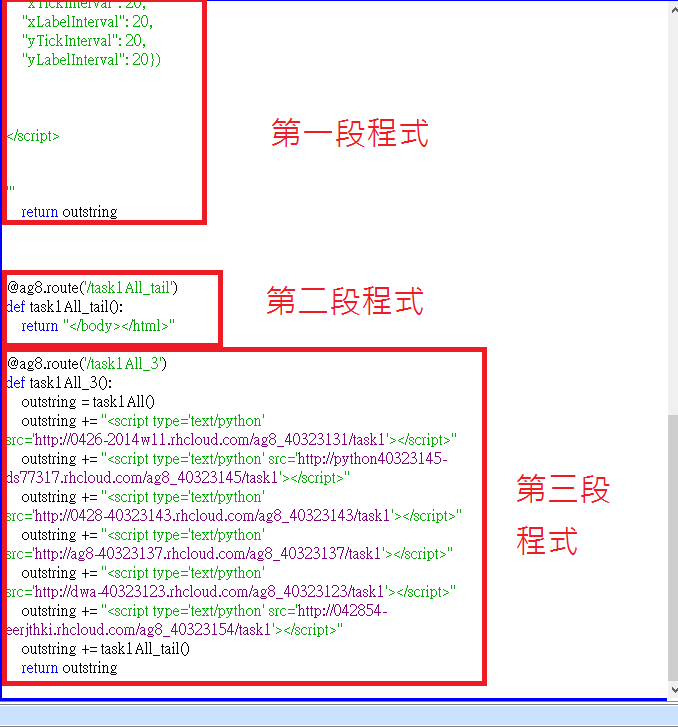 "xTickInterval": 20,
"xLabelInterval": 20,
"yTickInterval": 20,
"yLabelInterval": 20})
</script>
第一段程式
'''
return outstring
@ag8.route('/task1All_tail')
def task1All_tail():
return "</body></html>"
第二段程式
@ag8.route('/task1All_3')
def task1All_3():
outstring = task1All()
outstring += "<script type='text/python'
src='http://0426-2014w11.rhcloud.com/ag8_40323131/task1'></script>"
outstring += "<script type='text/python' src='http://python40323145-
ds77317.rhcloud.com/ag8_40323145/task1'></script>"
outstring += "<script type='text/python'
src='http://0428-40323143.rhcloud.com/ag8_40323143/task1'></script>"
outstring += "<script type='text/python'
src='http://ag8-40323137.rhcloud.com/ag8_40323137/task1'></script>"
outstring += "<script type='text/python'
src='http://dwa-40323123.rhcloud.com/ag8_40323123/task1'></script>"
outstring += "<script type='text/python' src='http://042854-
eerjthki.rhcloud.com/ag8_40323154/task1'></script>"
outstring += task1All_tail()
return outstring
第三段
程式